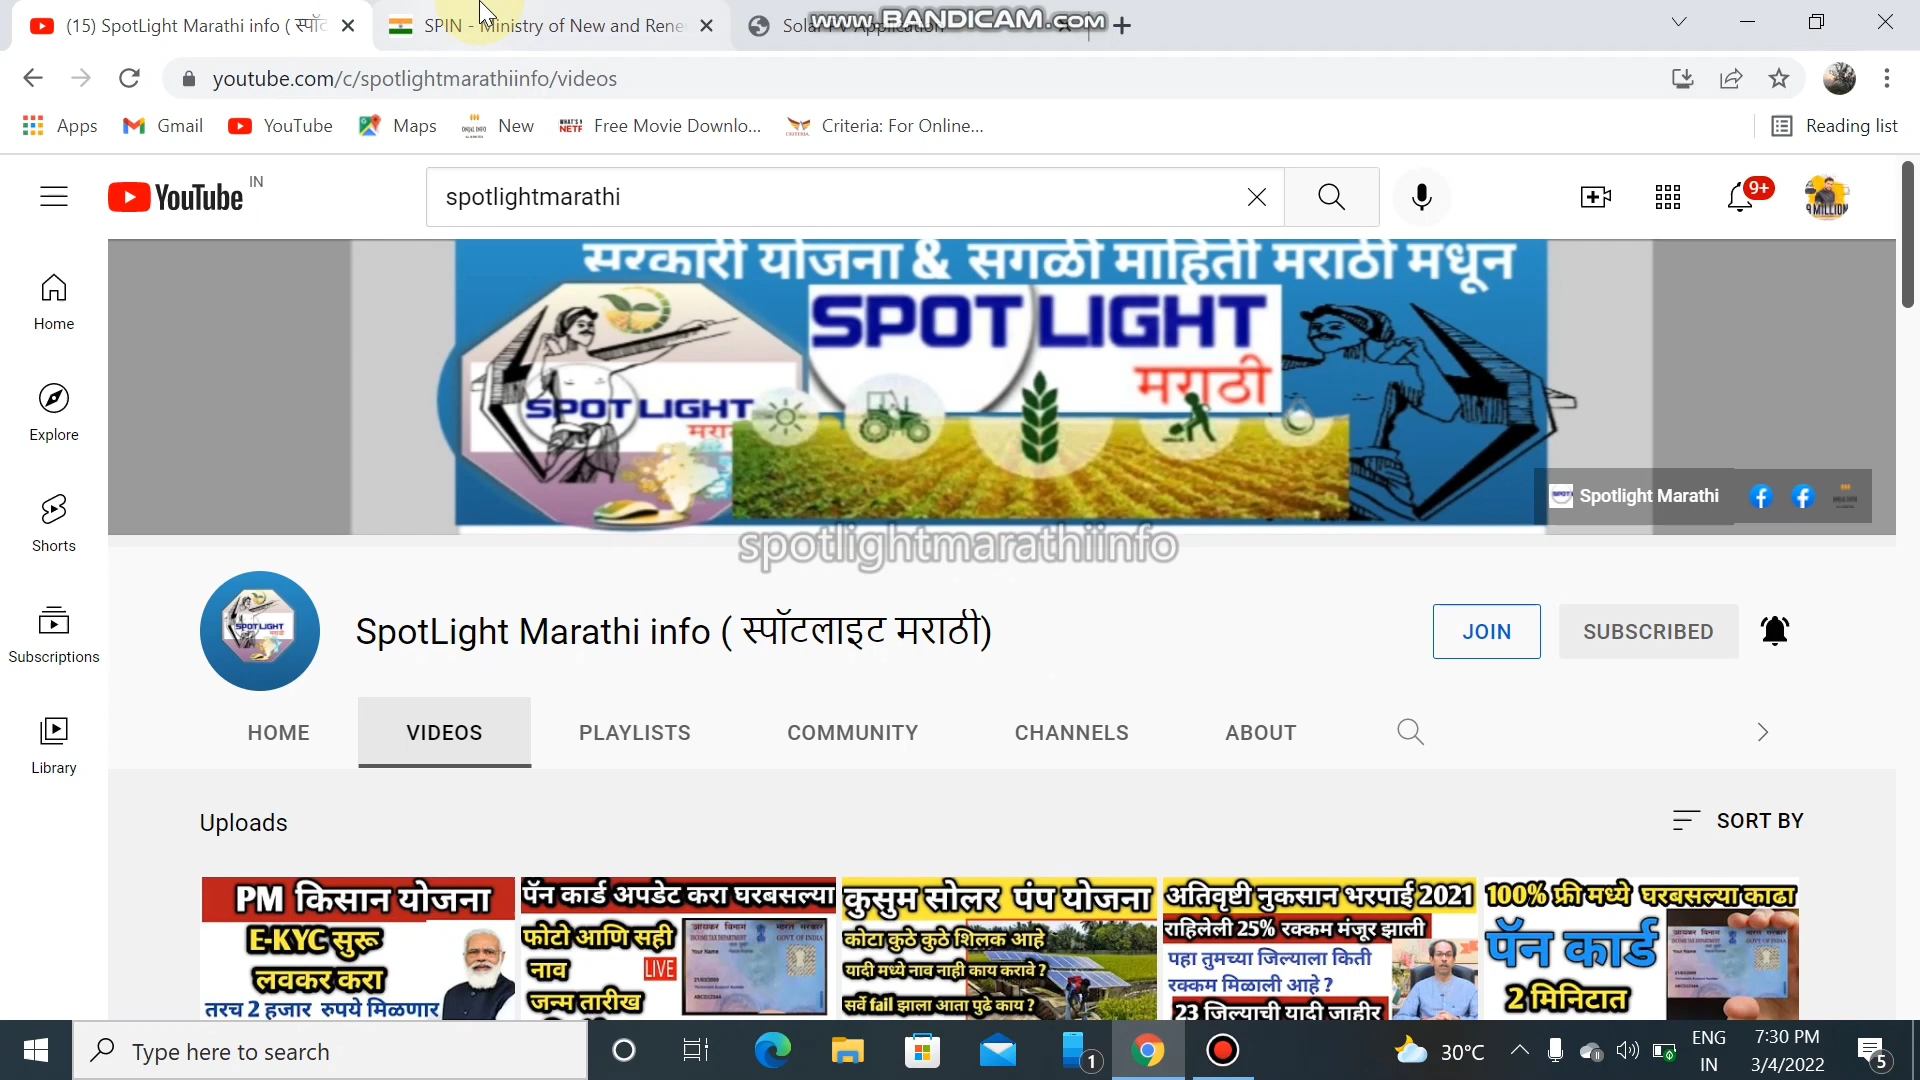 (15) SpotLight Marathi info ( स्पॉट
SPIN - Ministry of New and Rene
Solar PV Application
www.BANDICAM.com
youtube.com/c/spotlightmarathiinfo/videos
Apps
Gmail
YouTube
Maps
New
Free Movie Downlo...
Criteria: For Online...
Reading list
YouTube IN
spotlightmarathi
9+
Home
Explore
Shorts
Subscriptions
Library
सरकारी योजना & सगळी माहिती मराठी मधून
SPOT LIGHT
मराठी
SPOT LIGHT
Spotlight Marathi
spotlightmarathiinfo
SPOTLIGHT
SpotLight Marathi info ( स्पॉटलाइट मराठी)
JOIN
SUBSCRIBED
HOME
VIDEOS
PLAYLISTS
COMMUNITY
CHANNELS
ABOUT
Uploads
SORT BY
PM किसान योजना
E-KYC सुरू
लवकर करा
तरच 2 हजार रुपये मिळणार
पॅन कार्ड अपडेट करा घरबसल्या
फोटो आणि सही
नाव
LIVE
जन्म तारीख
कुसुम सोलर पंप योजना
कोटा कुठे कुठे शिलक आहे
यादी मध्ये नाव नाही काय करावे ?
सर्वे fail झाला आता पुढे काय ?
अतिवृष्टी नुकसान भरपाई 2021
राहिलेली 25% रक्कम मंजूर झाली
पहा तुमच्या जिल्याला किती
रक्कम मिळाली आहे ?
23 जिल्याची यादी जाहीर
100% फ्री मध्ये घरबसल्या काढा
पॅन कार्ड
2 मिनिटात
Type here to search
1
30°C
ENG
IN
7:30 PM
3/4/2022
5